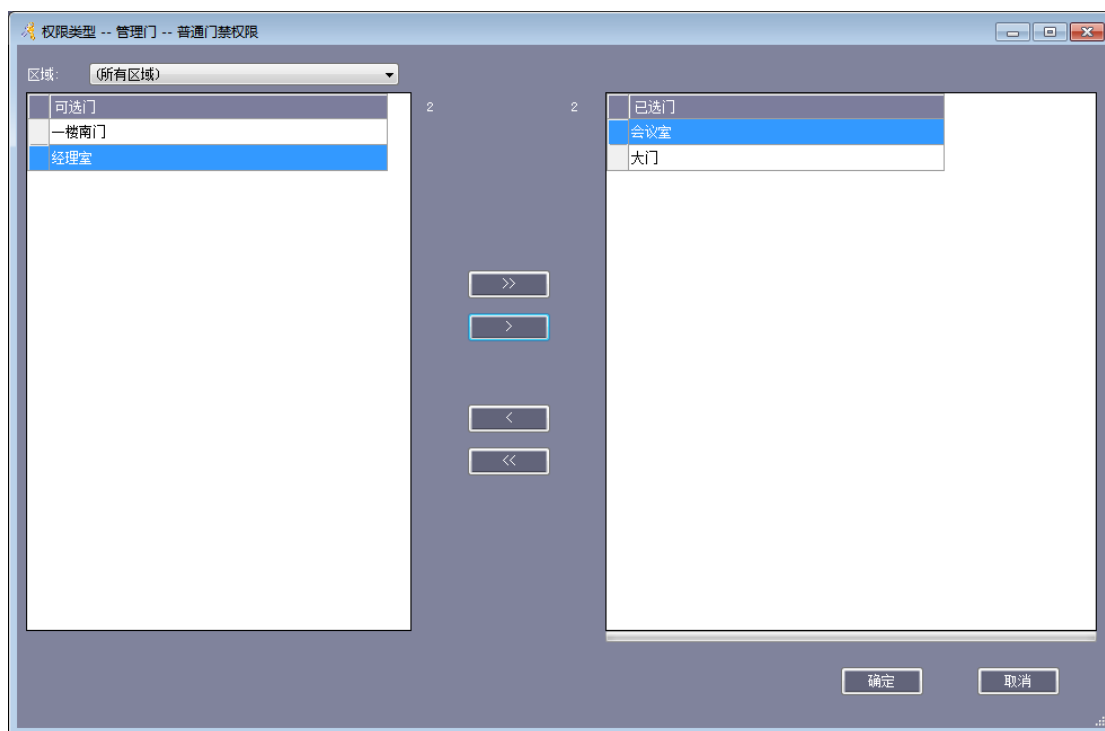 权限类型 -- 管理门 -- 普通门禁权限
区域: (所有区域)
可选门
一楼南门
经理室
2
2
已选门
会议室
大门
>>
>
<
<<
确定
取消